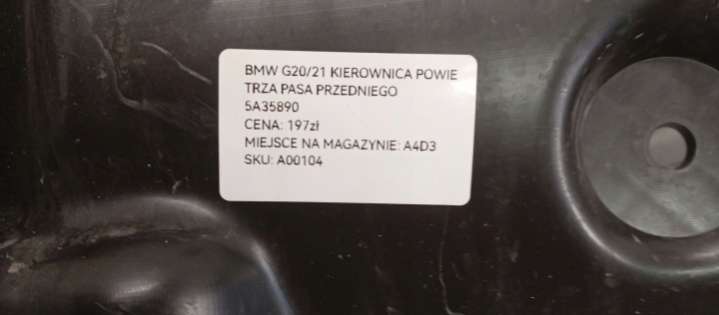 BMW G20/21 KIEROWNICA POWIE
TRZA PASA PRZEDNIEGO
5A35890
CENA: 197zł
MIEJSCE NA MAGAZYNIE: A4D3
SKU: A00104